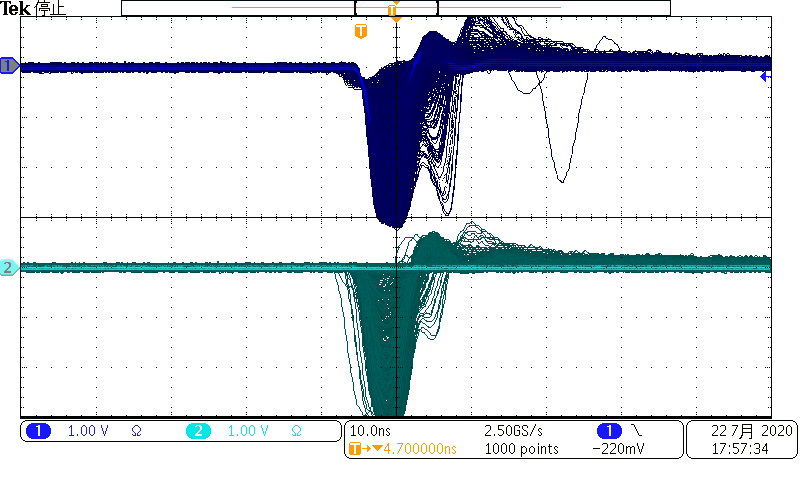 Tek 停止
T
T
1
2
1 1.00 V Ω 2 1.00 V Ω
10.0ns 2.50GS/s 1 \
T→▼4.700000ns 1000 points −220mV
22 7月 2020
17:57:34